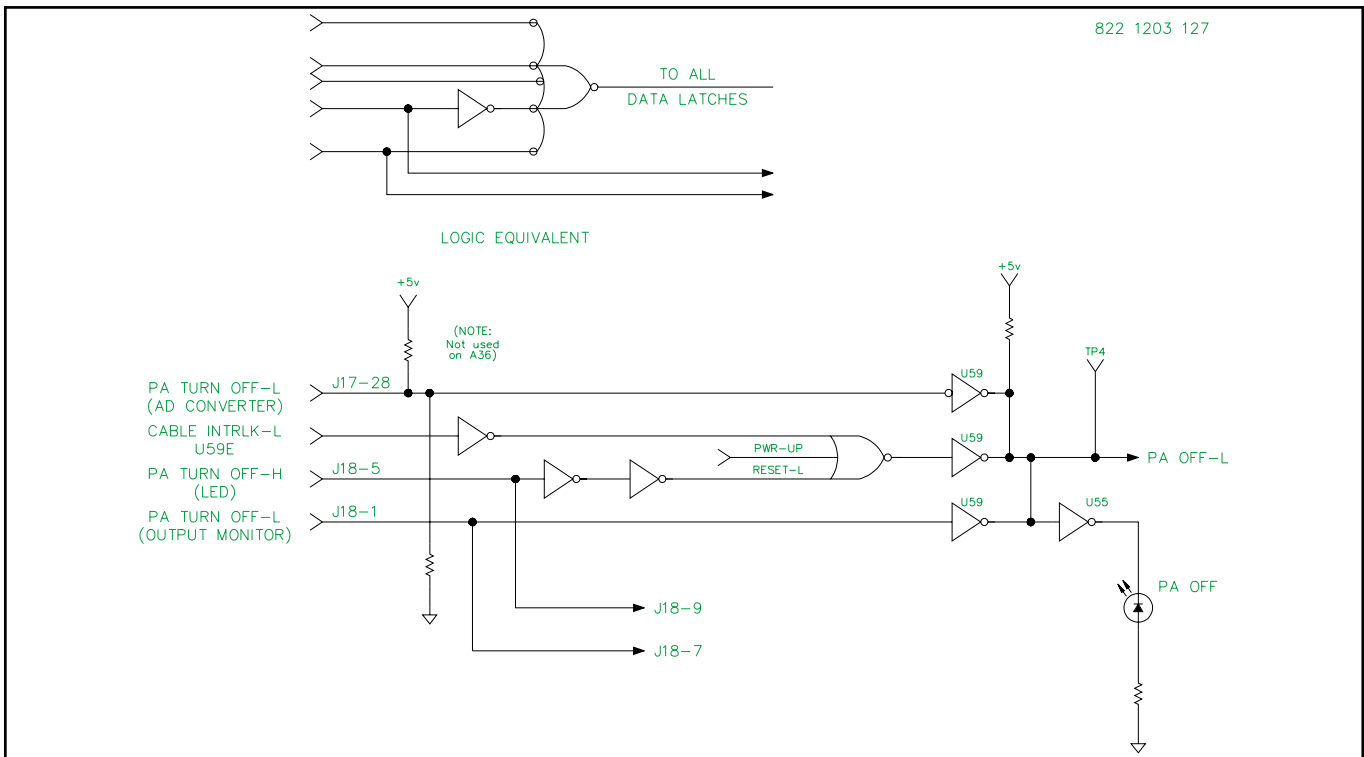 822 1203 127
TO ALL
DATA LATCHES
LOGIC EQUIVALENT
+5v
+5v
(NOTE:
Not used
on A36)
TP4
PA TURN OFF-L
(AD CONVERTER)
J17-28
U59
CABLE INTRLK-L
U59E
PWR-UP
RESET-L
U59
PA OFF-L
PA TURN OFF-H
(LED)
J18-5
PA TURN OFF-L
(OUTPUT MONITOR)
J18-1
U59
U55
PA OFF
J18-9
J18-7